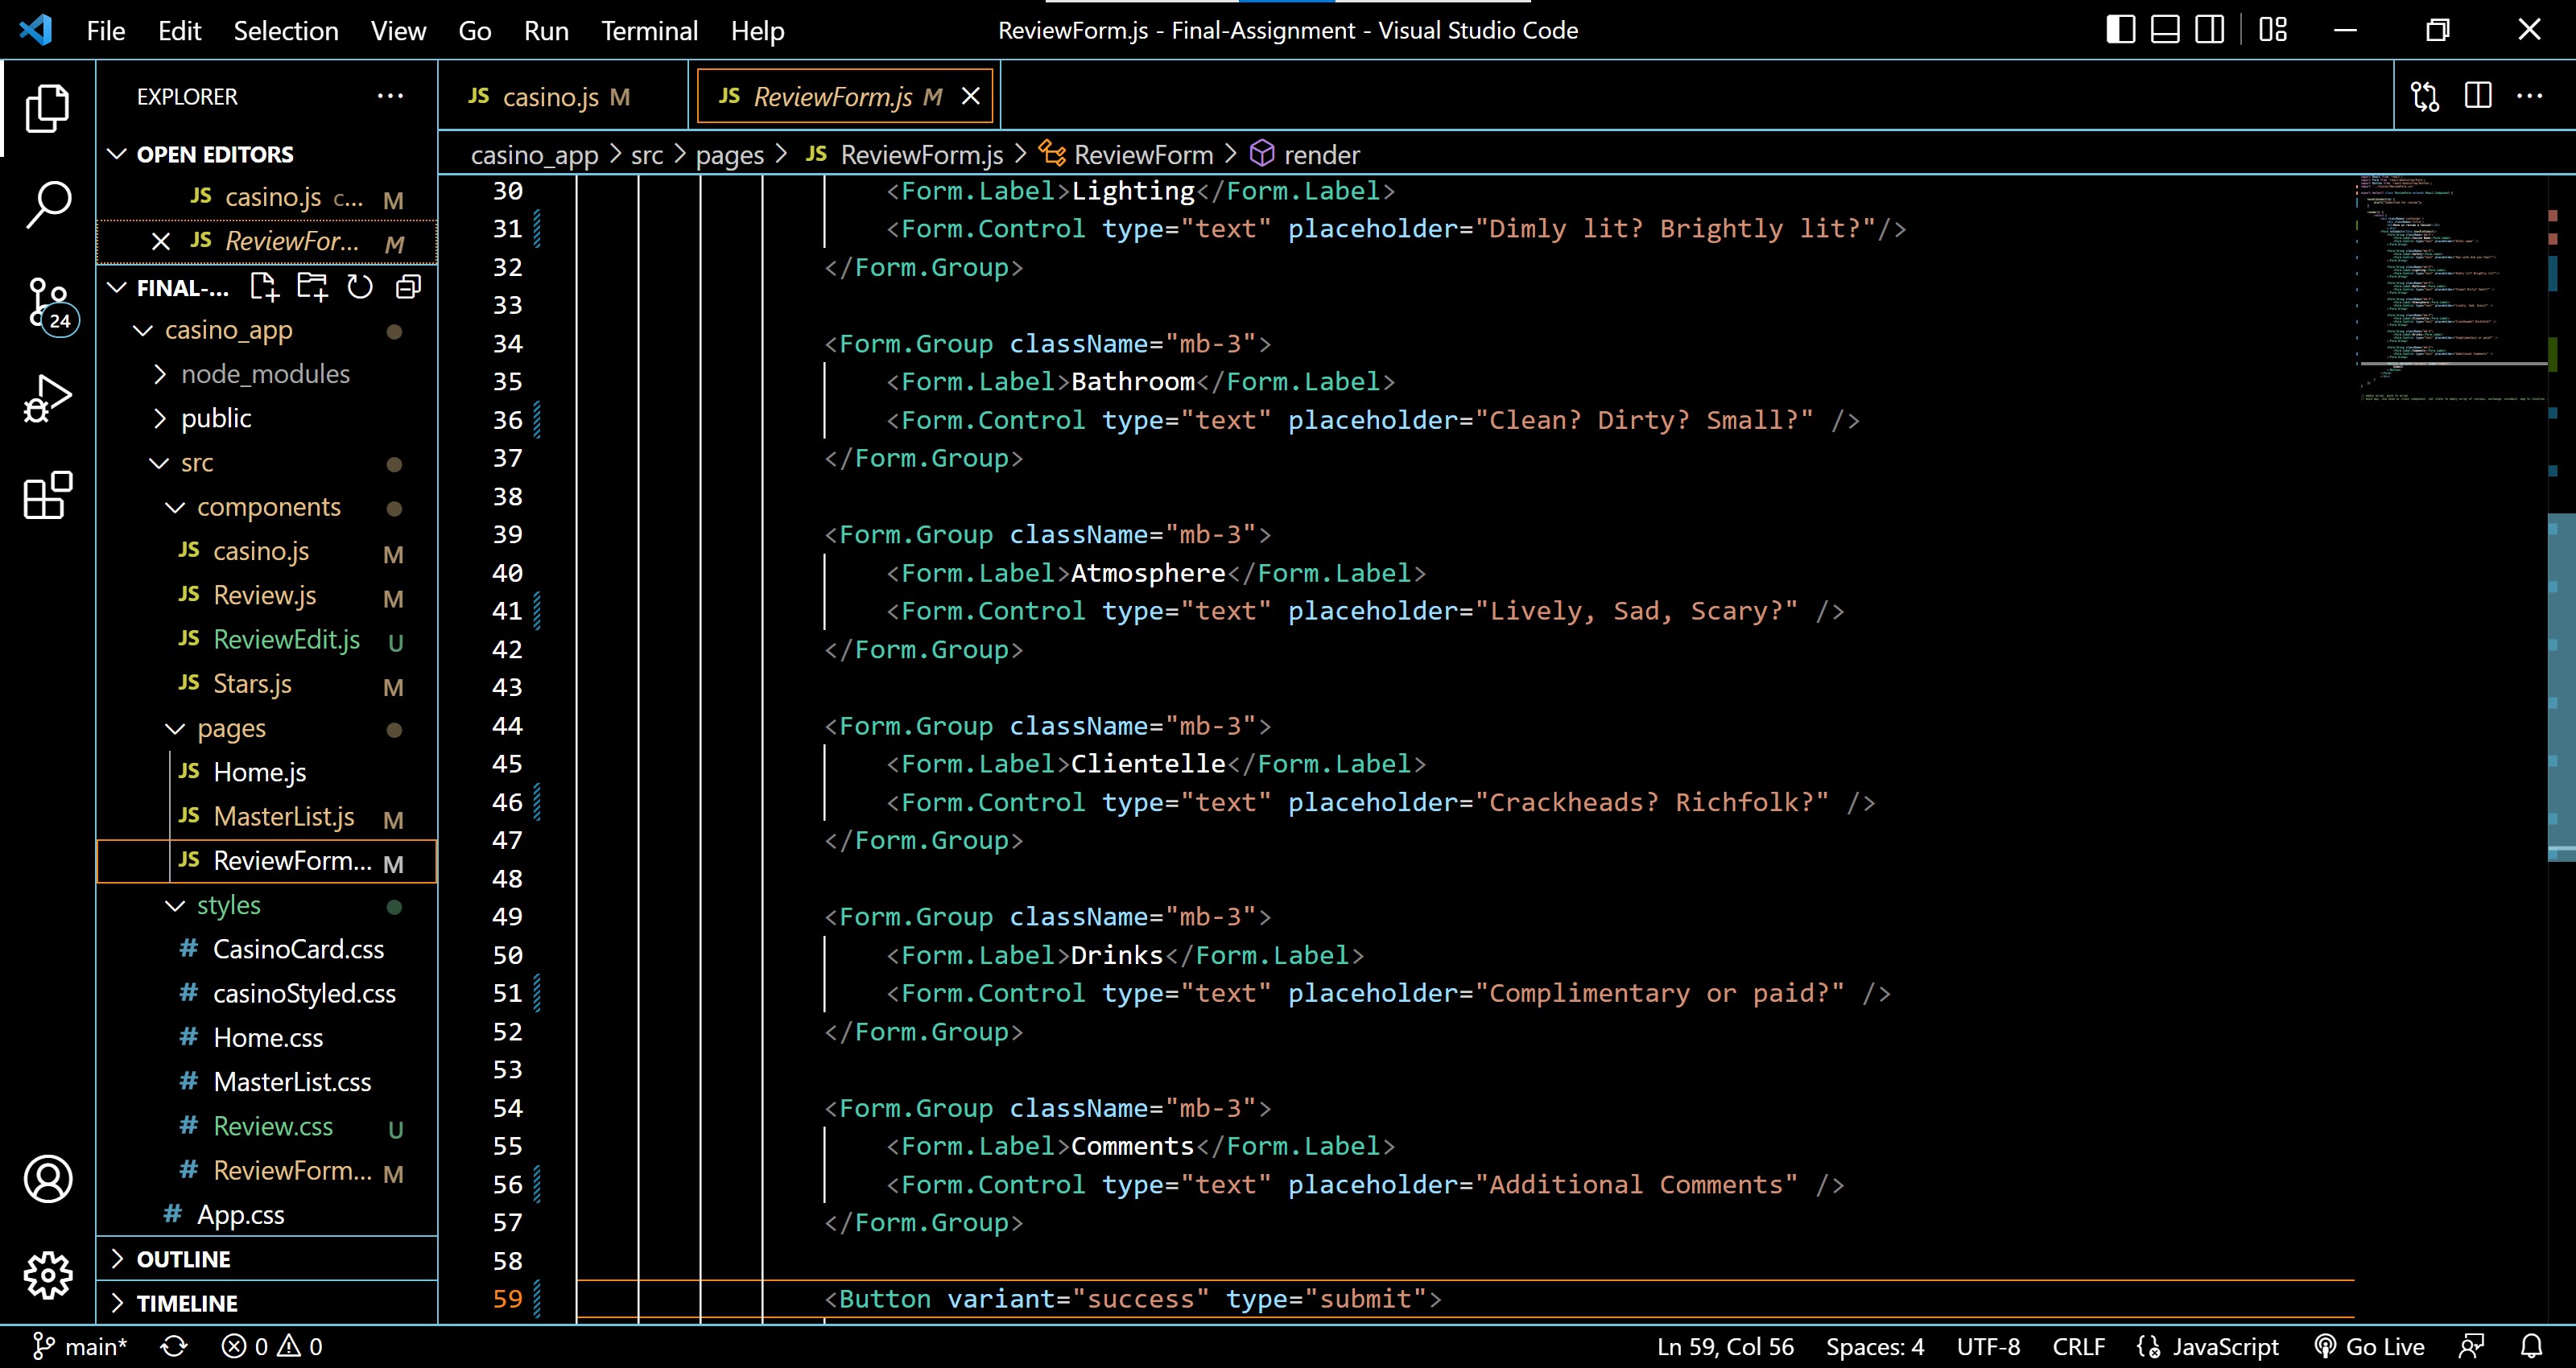 File Edit Selection View Go Run Terminal Help ReviewForm.js - Final-Assignment - Visual Studio Code
EXPLORER ···
OPEN EDITORS
JS casino.js c... M
JS ReviewFor... M
FINAL-...
casino_app
node_modules
public
src
components
JS casino.js M
JS Review.js M
JS ReviewEdit.js U
JS Stars.js M
pages
JS Home.js
JS MasterList.js M
JS ReviewForm... M
styles
# CasinoCard.css
# casinoStyled.css
# Home.css
# MasterList.css
# Review.css U
# ReviewForm... M
# App.css
OUTLINE
TIMELINE
24
JS casino.js M JS ReviewForm.js M
casino_app > src > pages > JS ReviewForm.js > ReviewForm > render
30 <Form.Label>Lighting</Form.Label>
31 <Form.Control type="text" placeholder="Dimly lit? Brightly lit?"/>
32 </Form.Group>
33
34 <Form.Group className="mb-3">
35 <Form.Label>Bathroom</Form.Label>
36 <Form.Control type="text" placeholder="Clean? Dirty? Small?" />
37 </Form.Group>
38
39 <Form.Group className="mb-3">
40 <Form.Label>Atmosphere</Form.Label>
41 <Form.Control type="text" placeholder="Lively, Sad, Scary?" />
42 </Form.Group>
43
44 <Form.Group className="mb-3">
45 <Form.Label>Clientelle</Form.Label>
46 <Form.Control type="text" placeholder="Crackheads? Richfolk?" />
47 </Form.Group>
48
49 <Form.Group className="mb-3">
50 <Form.Label>Drinks</Form.Label>
51 <Form.Control type="text" placeholder="Complimentary or paid?" />
52 </Form.Group>
53
54 <Form.Group className="mb-3">
55 <Form.Label>Comments</Form.Label>
56 <Form.Control type="text" placeholder="Additional Comments" />
57 </Form.Group>
58
59 <Button variant="success" type="submit">
main* 0 0 Ln 59, Col 56 Spaces: 4 UTF-8 CRLF JavaScript Go Live